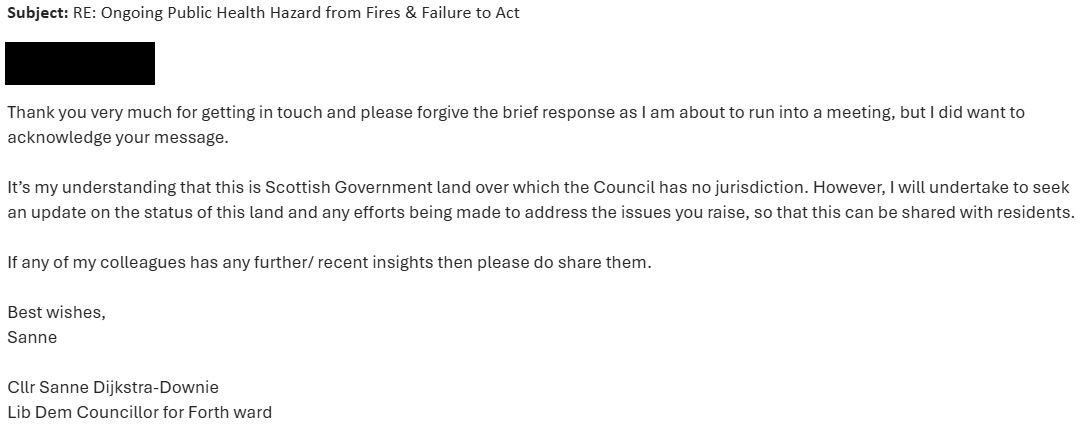 Subject: RE: Ongoing Public Health Hazard from Fires & Failure to Act
Thank you very much for getting in touch and please forgive the brief response as I am about to run into a meeting, but I did want to
acknowledge your message.
It’s my understanding that this is Scottish Government land over which the Council has no jurisdiction. However, I will undertake to seek
an update on the status of this land and any efforts being made to address the issues you raise, so that this can be shared with residents.
If any of my colleagues has any further/ recent insights then please do share them.
Best wishes,
Sanne
Cllr Sanne Dijkstra-Downie
Lib Dem Councillor for Forth ward